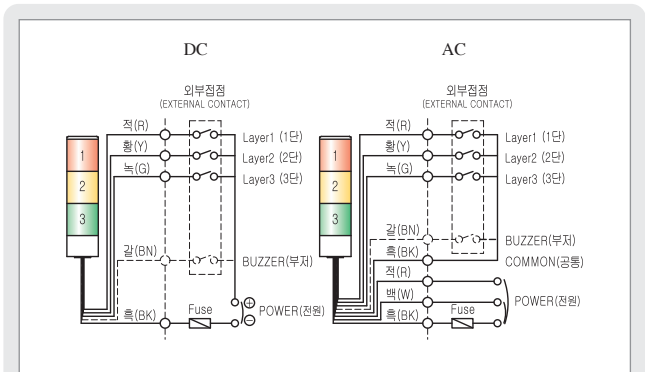 DC
외부접점
(EXTERNAL CONTACT)
적(R)
Layer1 (1단)
황(Y)
Layer2 (2단)
녹(G)
Layer3 (3단)
1
2
3
갈(BN)
BUZZER(부저)
POWER(전원)
흑(BK)
Fuse
AC
외부접점
(EXTERNAL CONTACT)
적(R)
Layer1 (1단)
황(Y)
Layer2 (2단)
녹(G)
Layer3 (3단)
1
2
3
갈(BN)
BUZZER(부저)
흑(BK)
COMMON(공통)
적(R)
백(W)
POWER(전원)
흑(BK)
Fuse